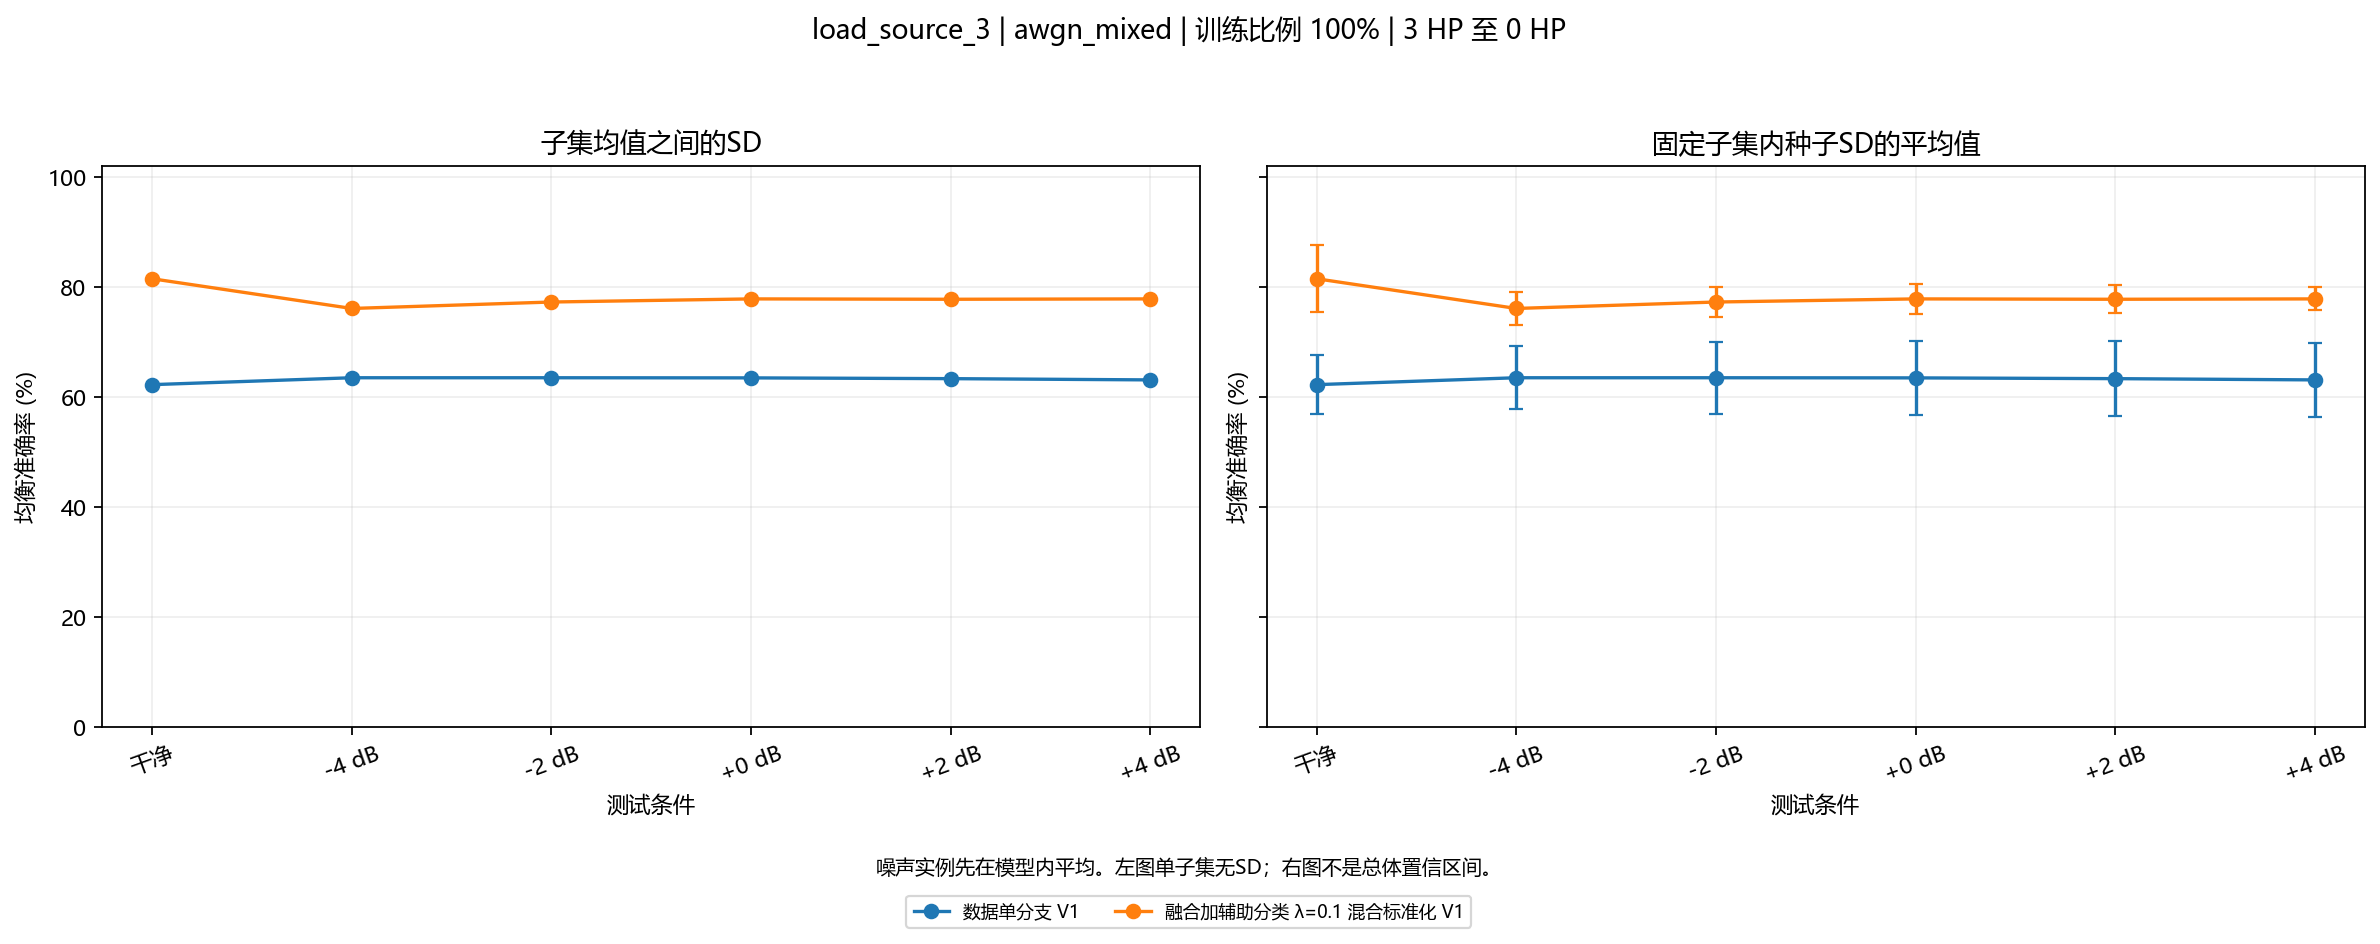 load_source_3 | awgn_mixed | 训练比例 100% | 3 HP 至 0 HP
子集均值之间的SD
均衡准确率 (%)
100
80
60
40
20
0
干净
-4 dB
-2 dB
+0 dB
+2 dB
+4 dB
测试条件
固定子集内种子SD的平均值
均衡准确率 (%)
干净
-4 dB
-2 dB
+0 dB
+2 dB
+4 dB
测试条件
噪声实例先在模型内平均。左图单子集无SD；右图不是总体置信区间。
数据单分支 V1
融合加辅助分类 λ=0.1 混合标准化 V1